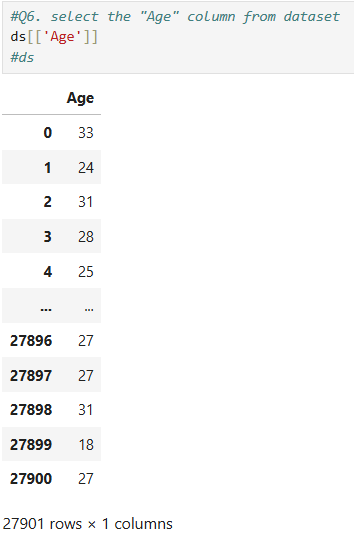 #Q6. select the "Age" column from dataset
ds[['Age']]
#ds
Age
0 33
1 24
2 31
3 28
4 25
... ...
27896 27
27897 27
27898 31
27899 18
27900 27
27901 rows × 1 columns